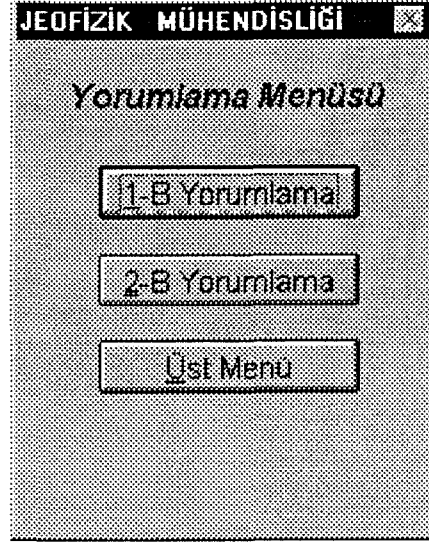 JEOFİZİK MÜHENDİSLİĞİ
Yorumlama Menüsü
1-B Yorumlama
2-B Yorumlama
Üst Menü